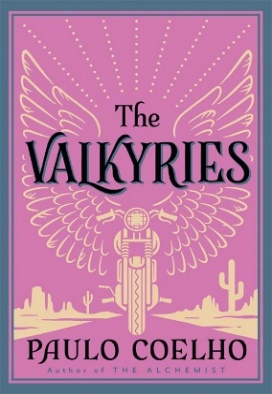 The
VALKYRIES
PAULO COELHO
Author of THE ALCHEMIST